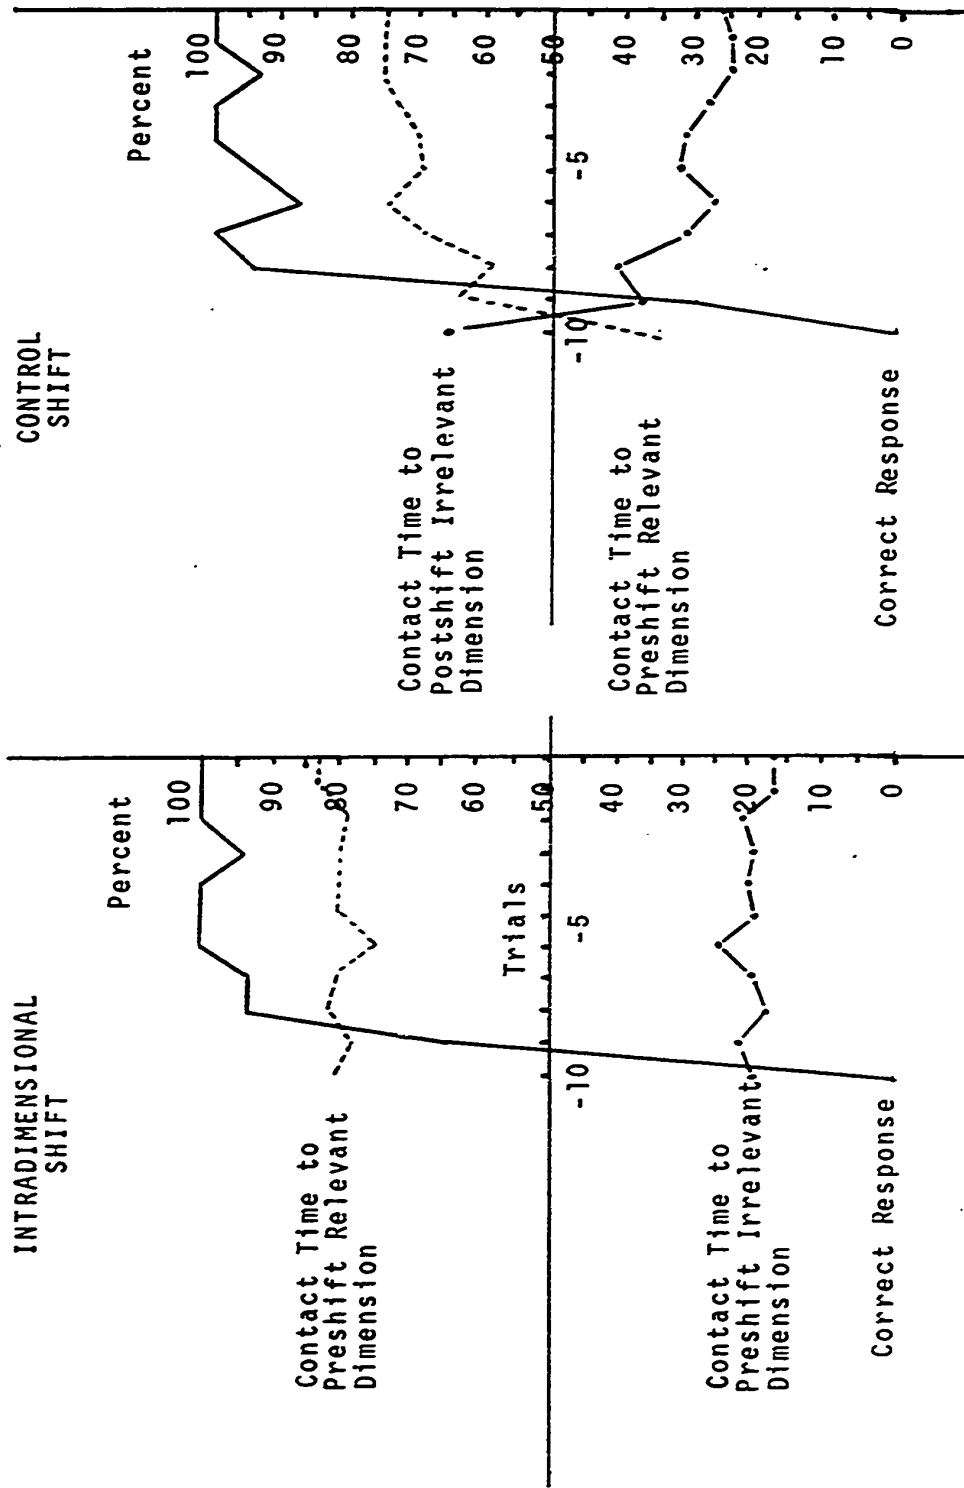 INTRADIMENSIONAL
SHIFT
Percent
100
90
80
70
60
50
40
30
20
10
0
Trials
-5
-10
Contact Time to
Preshift Relevant
Dimension
Contact Time to
Preshift Irrelevant
Dimension
Correct Response
CONTROL
SHIFT
Percent
100
90
80
70
60
50
40
30
20
10
0
-5
-10
Contact Time to
Postshift Irrelevant
Dimension
Contact Time to
Preshift Relevant
Dimension
Correct Response